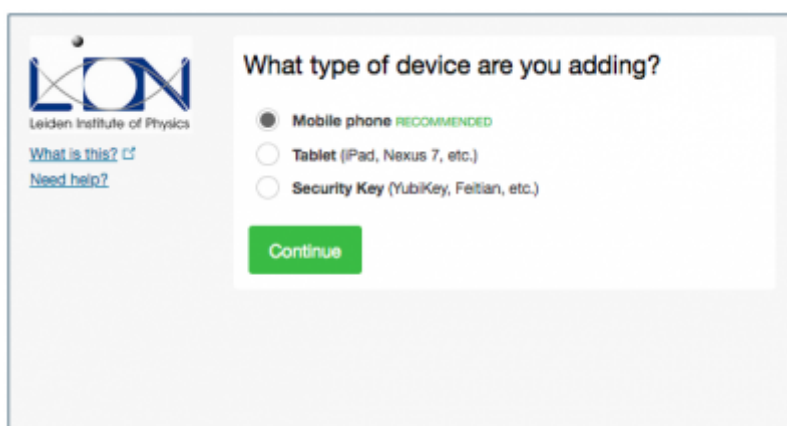 LION
Leiden Institute of Physics
What is this?
Need help?
What type of device are you adding?
Mobile phone RECOMMENDED
Tablet (iPad, Nexus 7, etc.)
Security Key (YubiKey, Feitian, etc.)
Continue